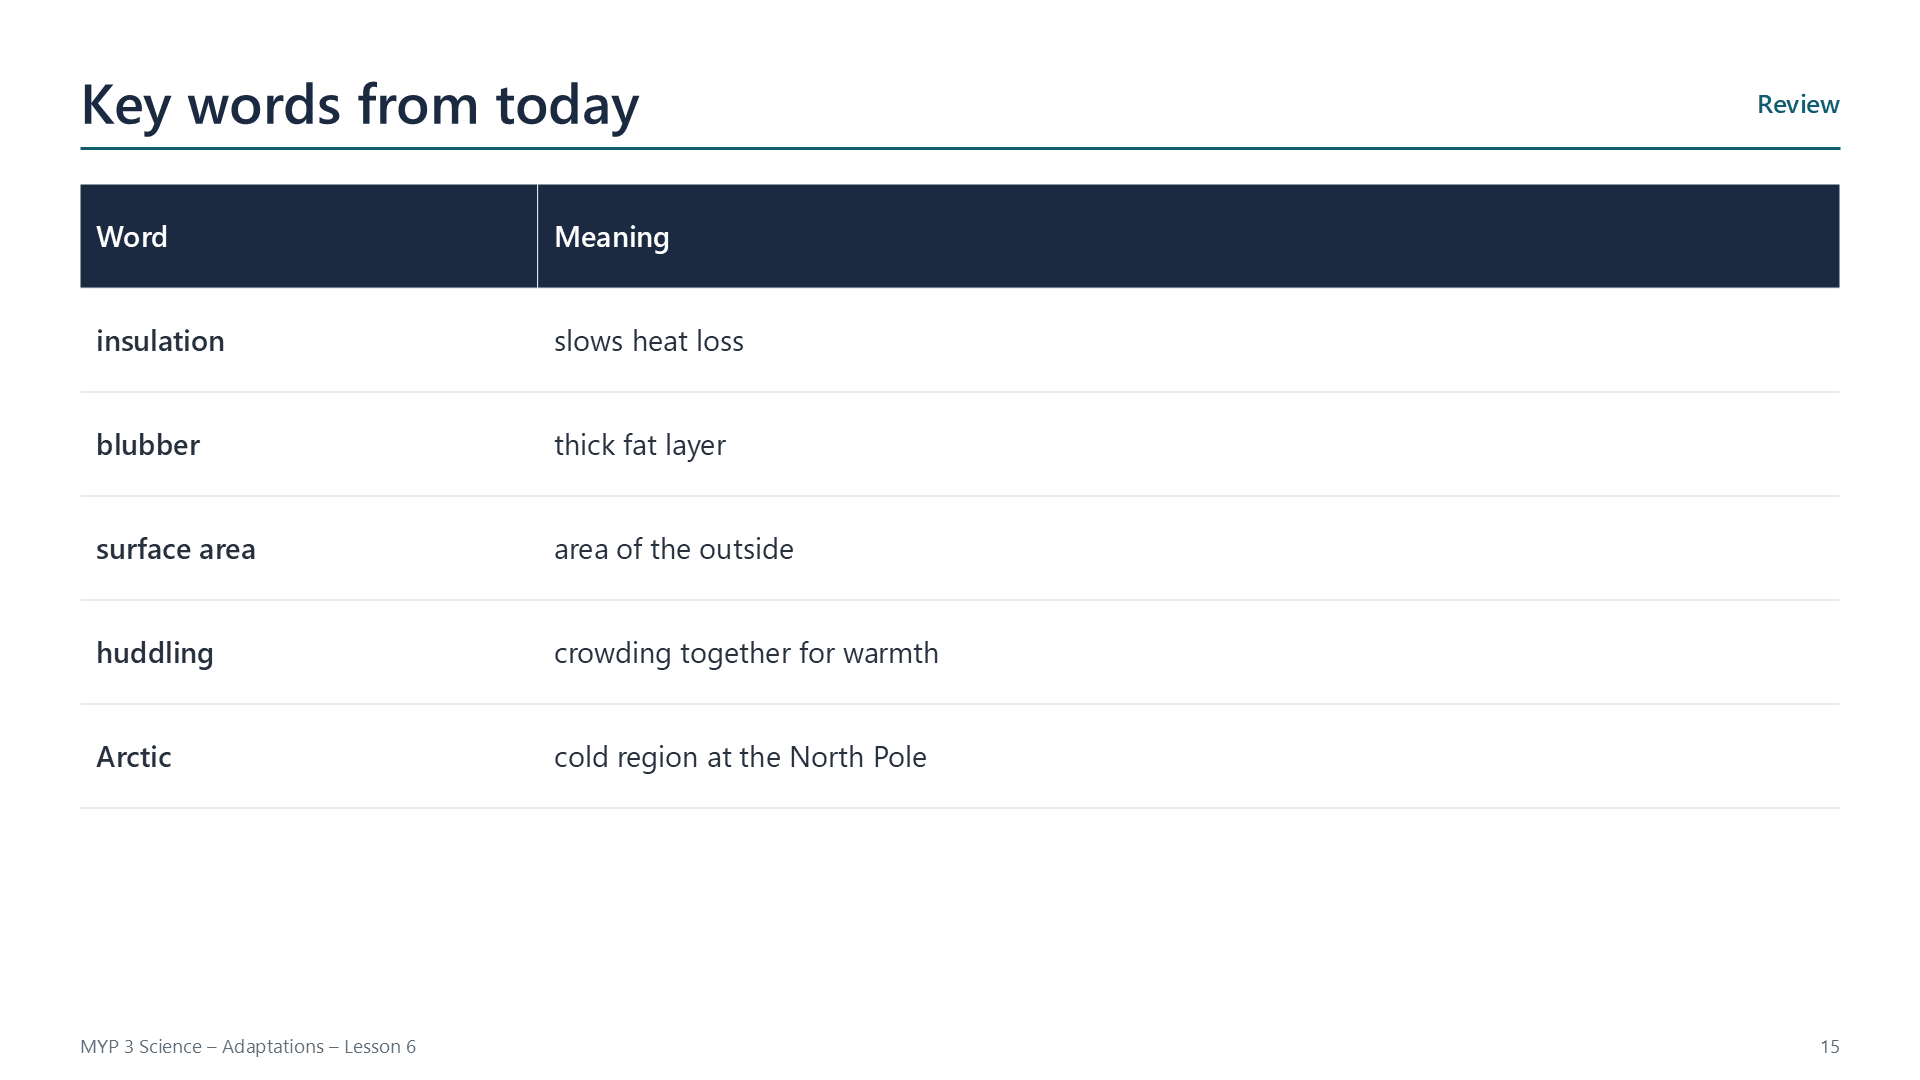 Key words from today
Review
Word Meaning
insulation slows heat loss
blubber thick fat layer
surface area area of the outside
huddling crowding together for warmth
Arctic cold region at the North Pole
MYP 3 Science – Adaptations – Lesson 6
15